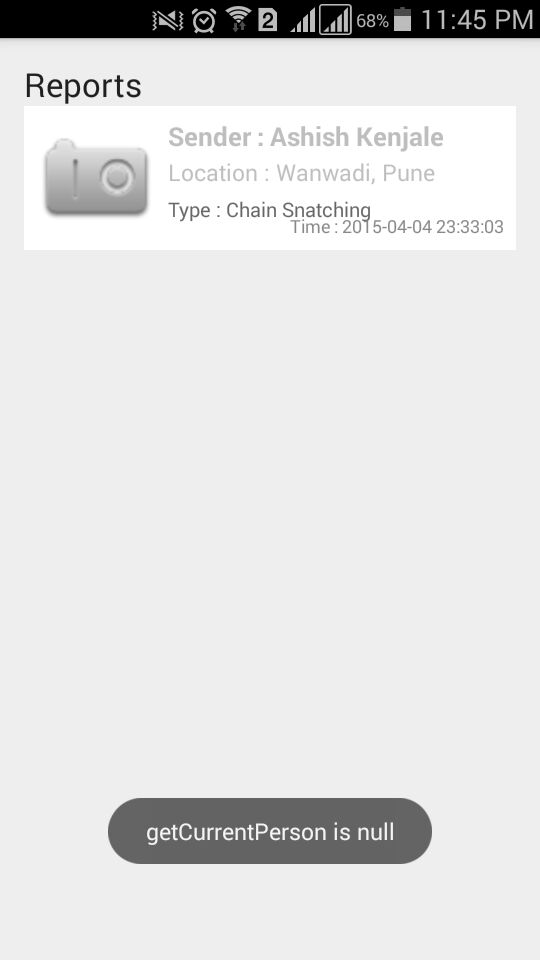 2 68% 11:45 PM
Reports
Sender : Ashish Kenjale
Location : Wanwadi, Pune
Type : Chain Snatching
Time : 2015-04-04 23:33:03
getCurrentPerson is null